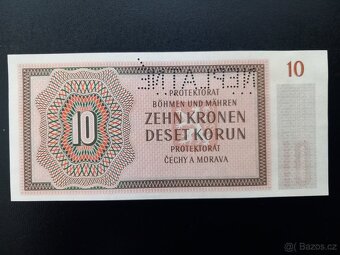 NEPLATNÉ
10
PROTEKTORAT
BÖHMEN UND MÄHREN
ZEHN KRONEN
DESET KORUN
PROTEKTORÁT
ČECHY A MORAVA
10
Bazos.cz